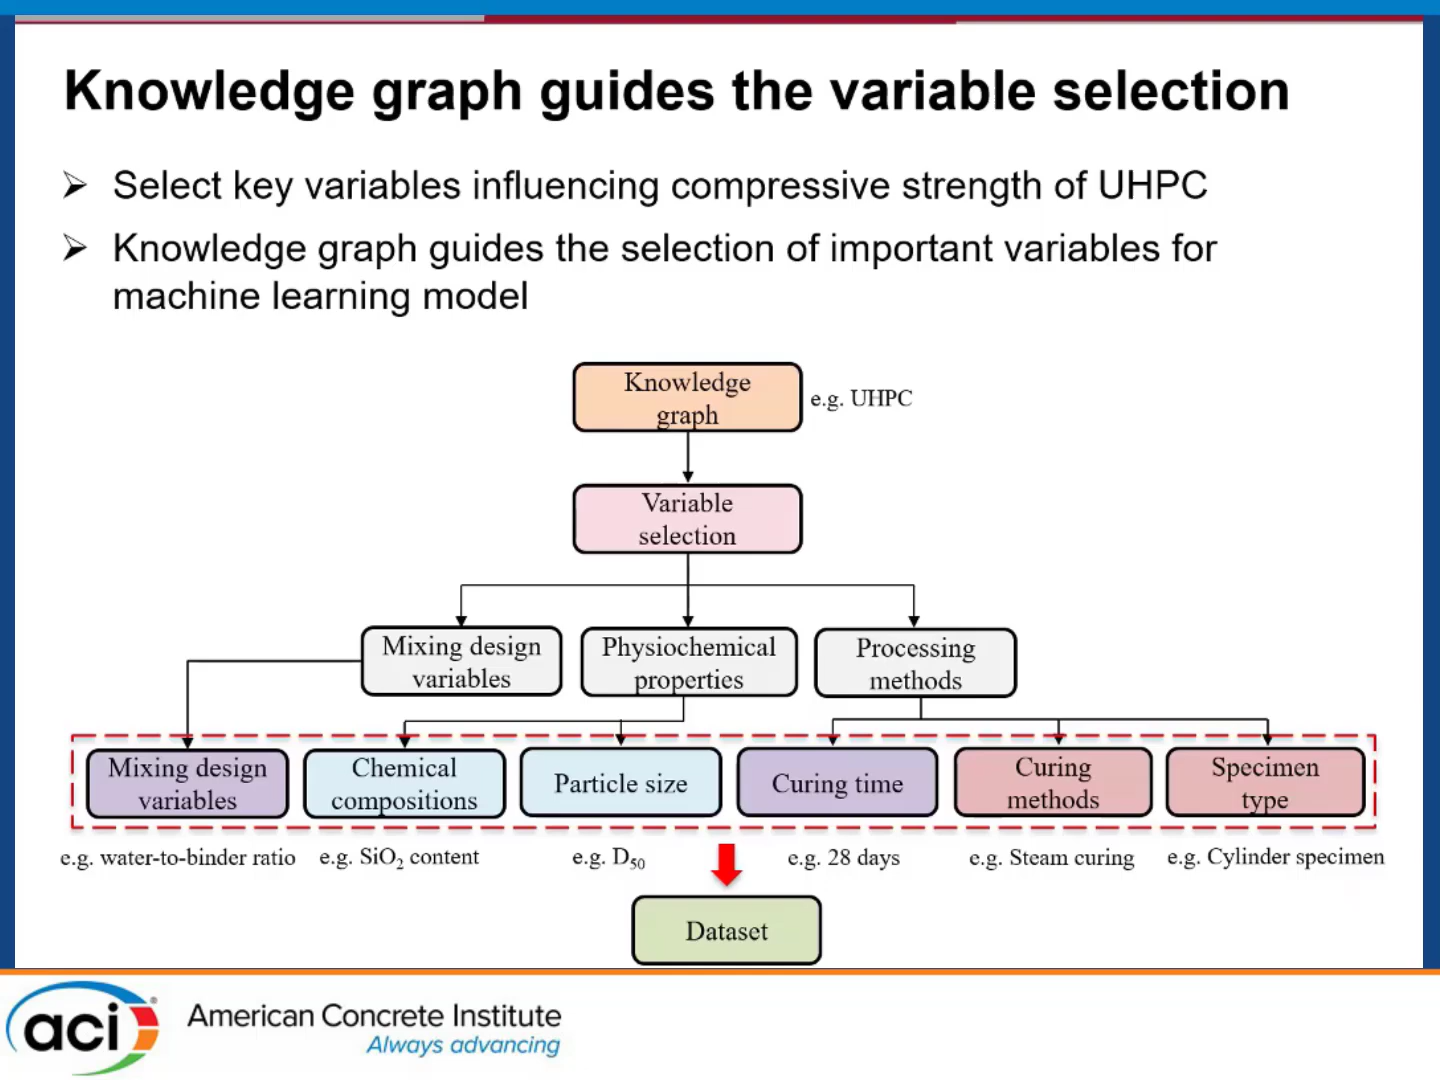 Knowledge graph guides the variable selection
➢ Select key variables influencing compressive strength of UHPC
➢ Knowledge graph guides the selection of important variables for
machine learning model
Knowledge
graph
e.g. UHPC
Variable
selection
Mixing design
variables
Physiochemical
properties
Processing
methods
Mixing design
variables
Chemical
compositions
Particle size
Curing time
Curing
methods
Specimen
type
e.g. water-to-binder ratio
e.g. SiO₂ content
e.g. D₅₀
e.g. 28 days
e.g. Steam curing
e.g. Cylinder specimen
Dataset
aci®
American Concrete Institute
Always advancing